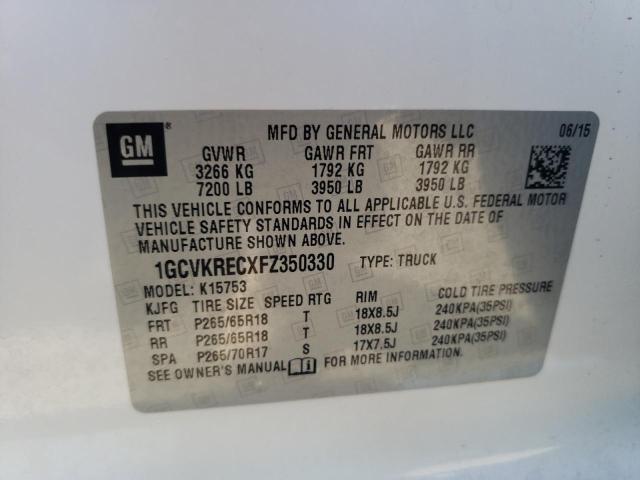 GM ®
MFD BY GENERAL MOTORS LLC 06/15
GVWR GAWR FRT GAWR RR
3266 KG 1792 KG 1792 KG
7200 LB 3950 LB 3950 LB
THIS VEHICLE CONFORMS TO ALL APPLICABLE U.S. FEDERAL MOTOR
VEHICLE SAFETY STANDARDS IN EFFECT ON THE DATE OF
MANUFACTURE SHOWN ABOVE.
1GCVKRECXFZ350330 TYPE: TRUCK
MODEL: K15753
KJFG TIRE SIZE SPEED RTG RIM COLD TIRE PRESSURE
FRT P265/65R18 T 18X8.5J 240KPA(35PSI)
RR P265/65R18 T 18X8.5J 240KPA(35PSI)
SPA P265/70R17 S 17X7.5J 240KPA(35PSI)
SEE OWNER'S MANUAL FOR MORE INFORMATION.